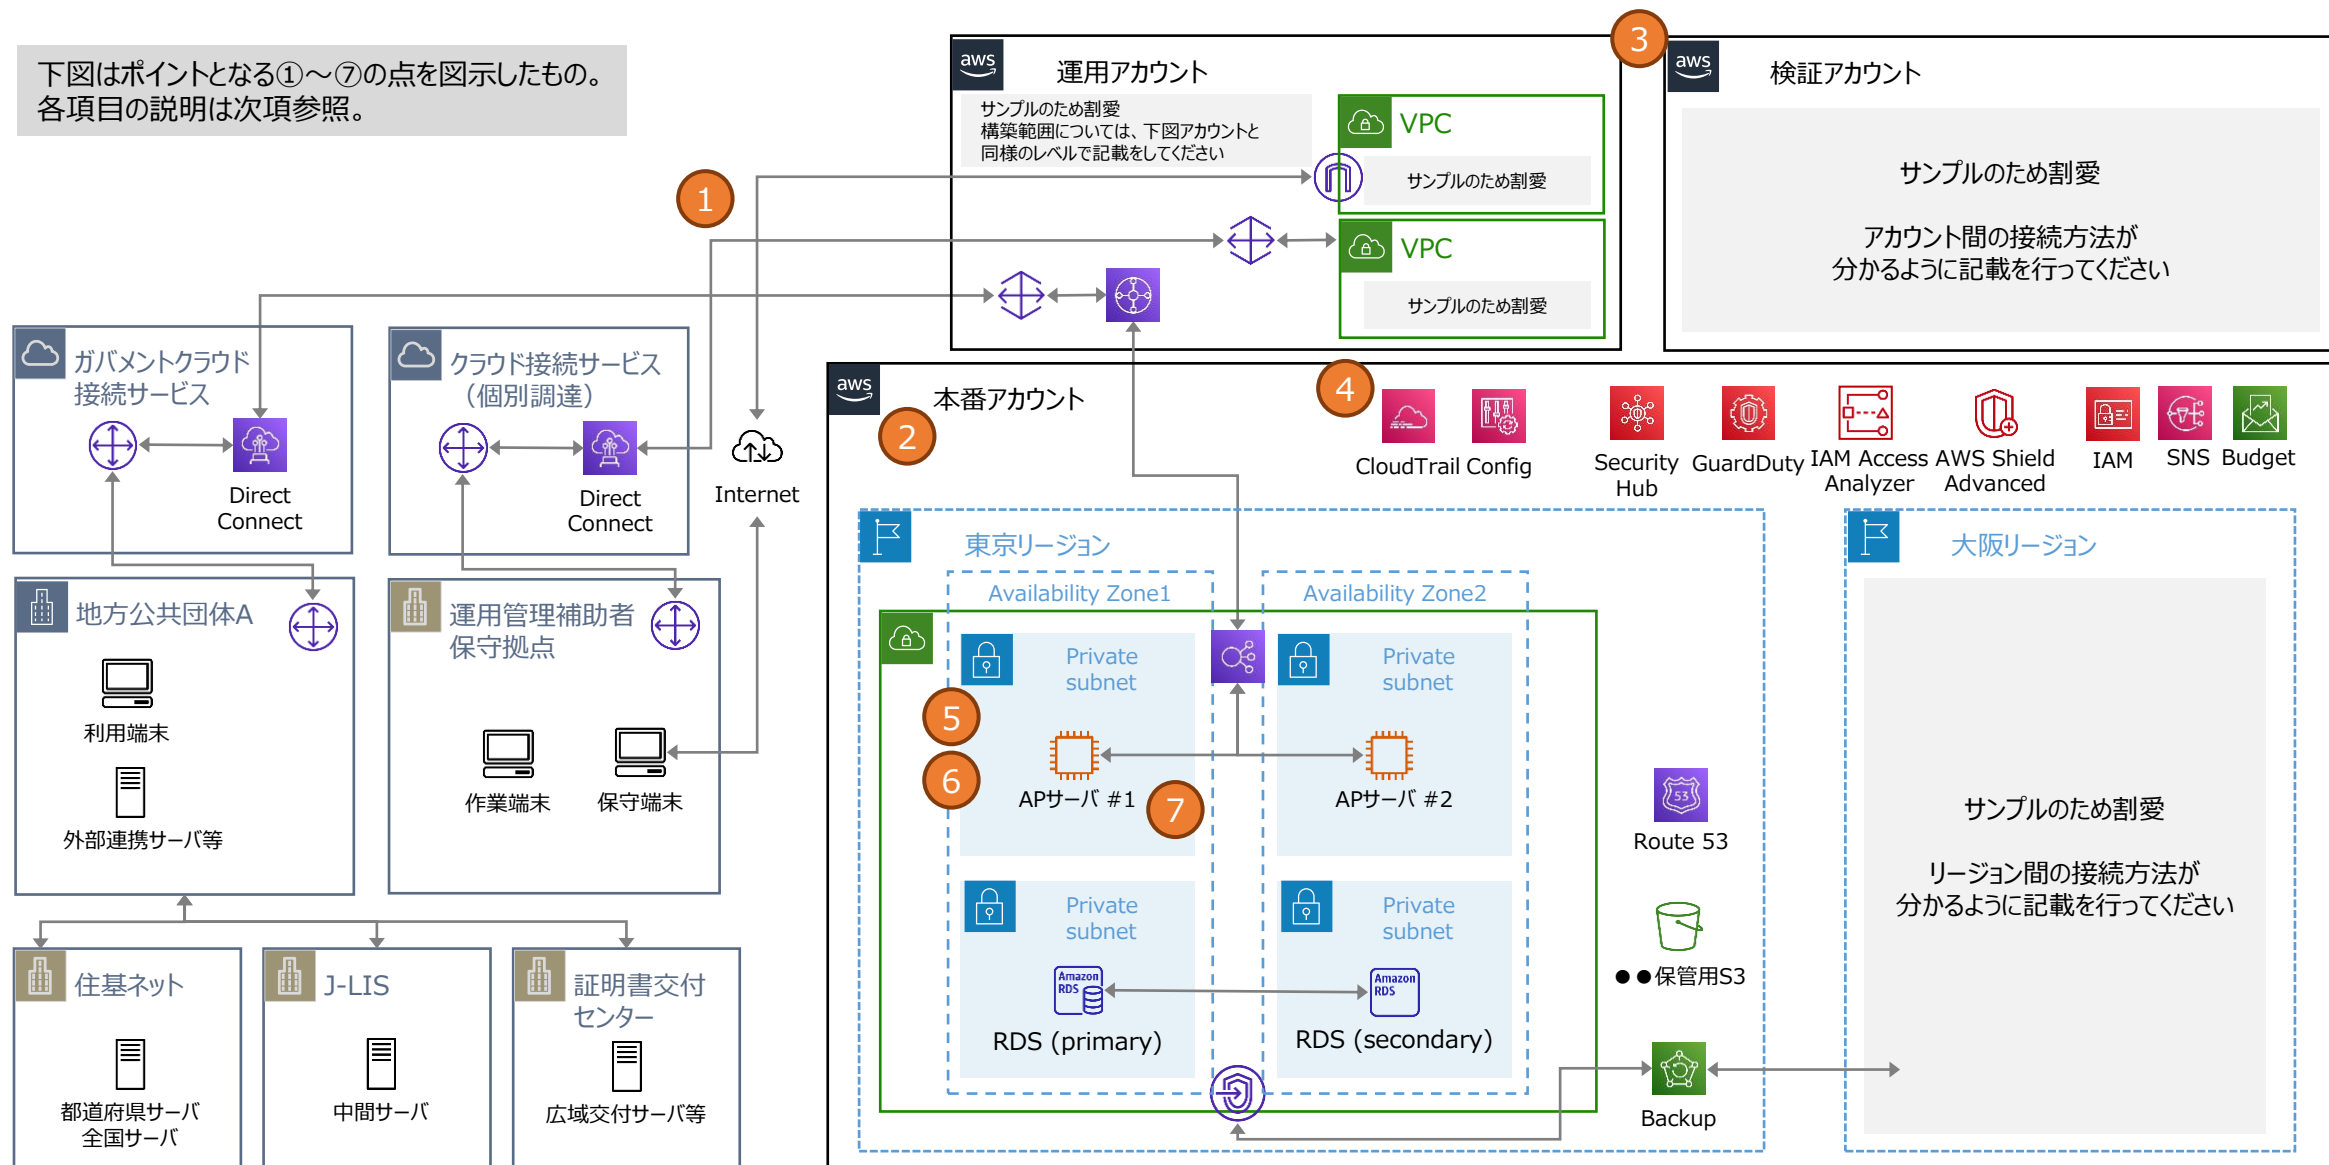 下図はポイントとなる①～⑦の点を図示したもの。
各項目の説明は次項参照。
aws
運用アカウント
サンプルのため割愛
構築範囲については、下図アカウントと
同様のレベルで記載をしてください
VPC
サンプルのため割愛
VPC
サンプルのため割愛
3
aws
検証アカウント
サンプルのため割愛
アカウント間の接続方法が
分かるように記載を行ってください
1
ガバメントクラウド
接続サービス
Direct
Connect
クラウド接続サービス
（個別調達）
Direct
Connect
Internet
地方公共団体A
利用端末
外部連携サーバ等
運用管理補助者
保守拠点
作業端末
保守端末
住基ネット
都道府県サーバ
全国サーバ
J-LIS
中間サーバ
証明書交付
センター
広域交付サーバ等
aws
本番アカウント
2
4
CloudTrail
Config
Security
Hub
GuardDuty
IAM Access
Analyzer
AWS Shield
Advanced
IAM
SNS
Budget
東京リージョン
Availability Zone1
Availability Zone2
Private
subnet
Private
subnet
5
6
APサーバ #1
7
APサーバ #2
Private
subnet
Private
subnet
Amazon
RDS
RDS (primary)
Amazon
RDS
RDS (secondary)
53
Route 53
●●保管用S3
Backup
大阪リージョン
サンプルのため割愛
リージョン間の接続方法が
分かるように記載を行ってください